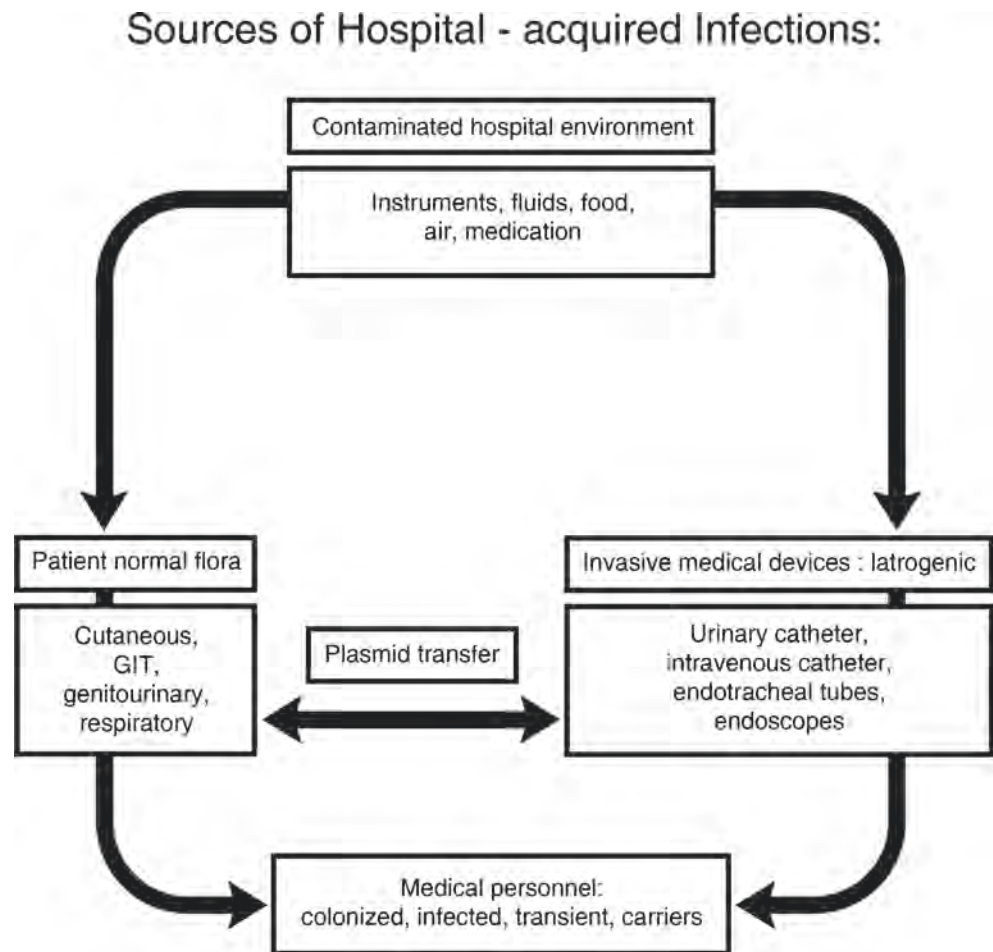 Sources of Hospital - acquired Infections:
Contaminated hospital environment
Instruments, fluids, food,
air, medication
Patient normal flora
Cutaneous,
GIT,
genitourinary,
respiratory
Plasmid transfer
Invasive medical devices : Iatrogenic
Urinary catheter,
intravenous catheter,
endotracheal tubes,
endoscopes
Medical personnel:
colonized, infected, transient, carriers